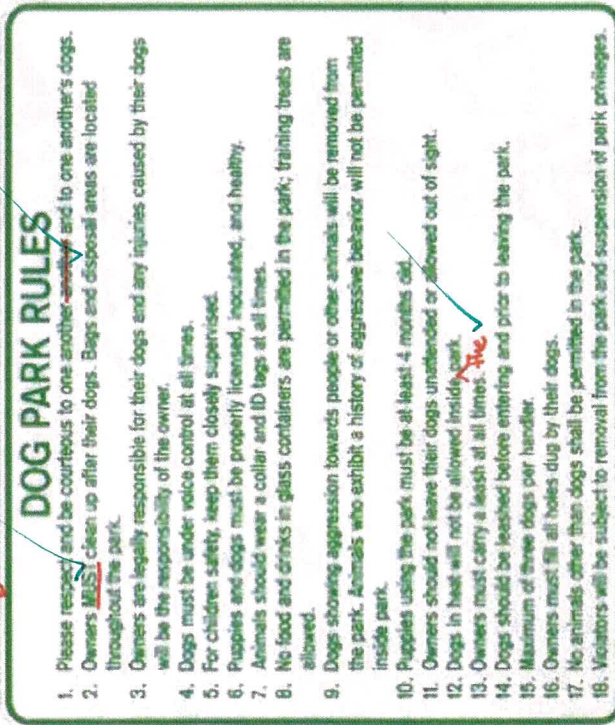 DOG PARK RULES
1. Please respect and be courteous to one another and to one another's dogs.
2. Owners MUST clean up after their dogs. Bags and disposal areas are located
throughout the park.
3. Owners are legally responsible for their dogs and any injuries caused by their dogs
will be the responsibility of the owner.
4. Dogs must be under voice control at all times.
5. For children safety, keep them closely supervised.
6. Puppies and dogs must be properly licensed, inoculated, and healthy.
7. Animals should wear a collar and ID tags at all times.
8. No food and drinks in glass containers are permitted in the park; training treats are
allowed.
9. Dogs showing aggression towards people or other animals will be removed from
the park. Animals who exhibit a history of aggressive behavior will not be permitted
inside park.
10. Puppies using the park must be at least 4 months old.
11. Owners should not leave their dogs unattended or allowed out of sight.
12. Dogs in heat will not be allowed inside park.
the
13. Owners must carry a leash at all times.
14. Dogs should be leashed before entering and prior to leaving the park.
15. Maximum of three dogs per handler.
16. Owners must fill all holes dug by their dogs.
17. No animals other than dogs shall be permitted in the park.
18. Violators will be subject to removal from the park and suspension of park privileges.